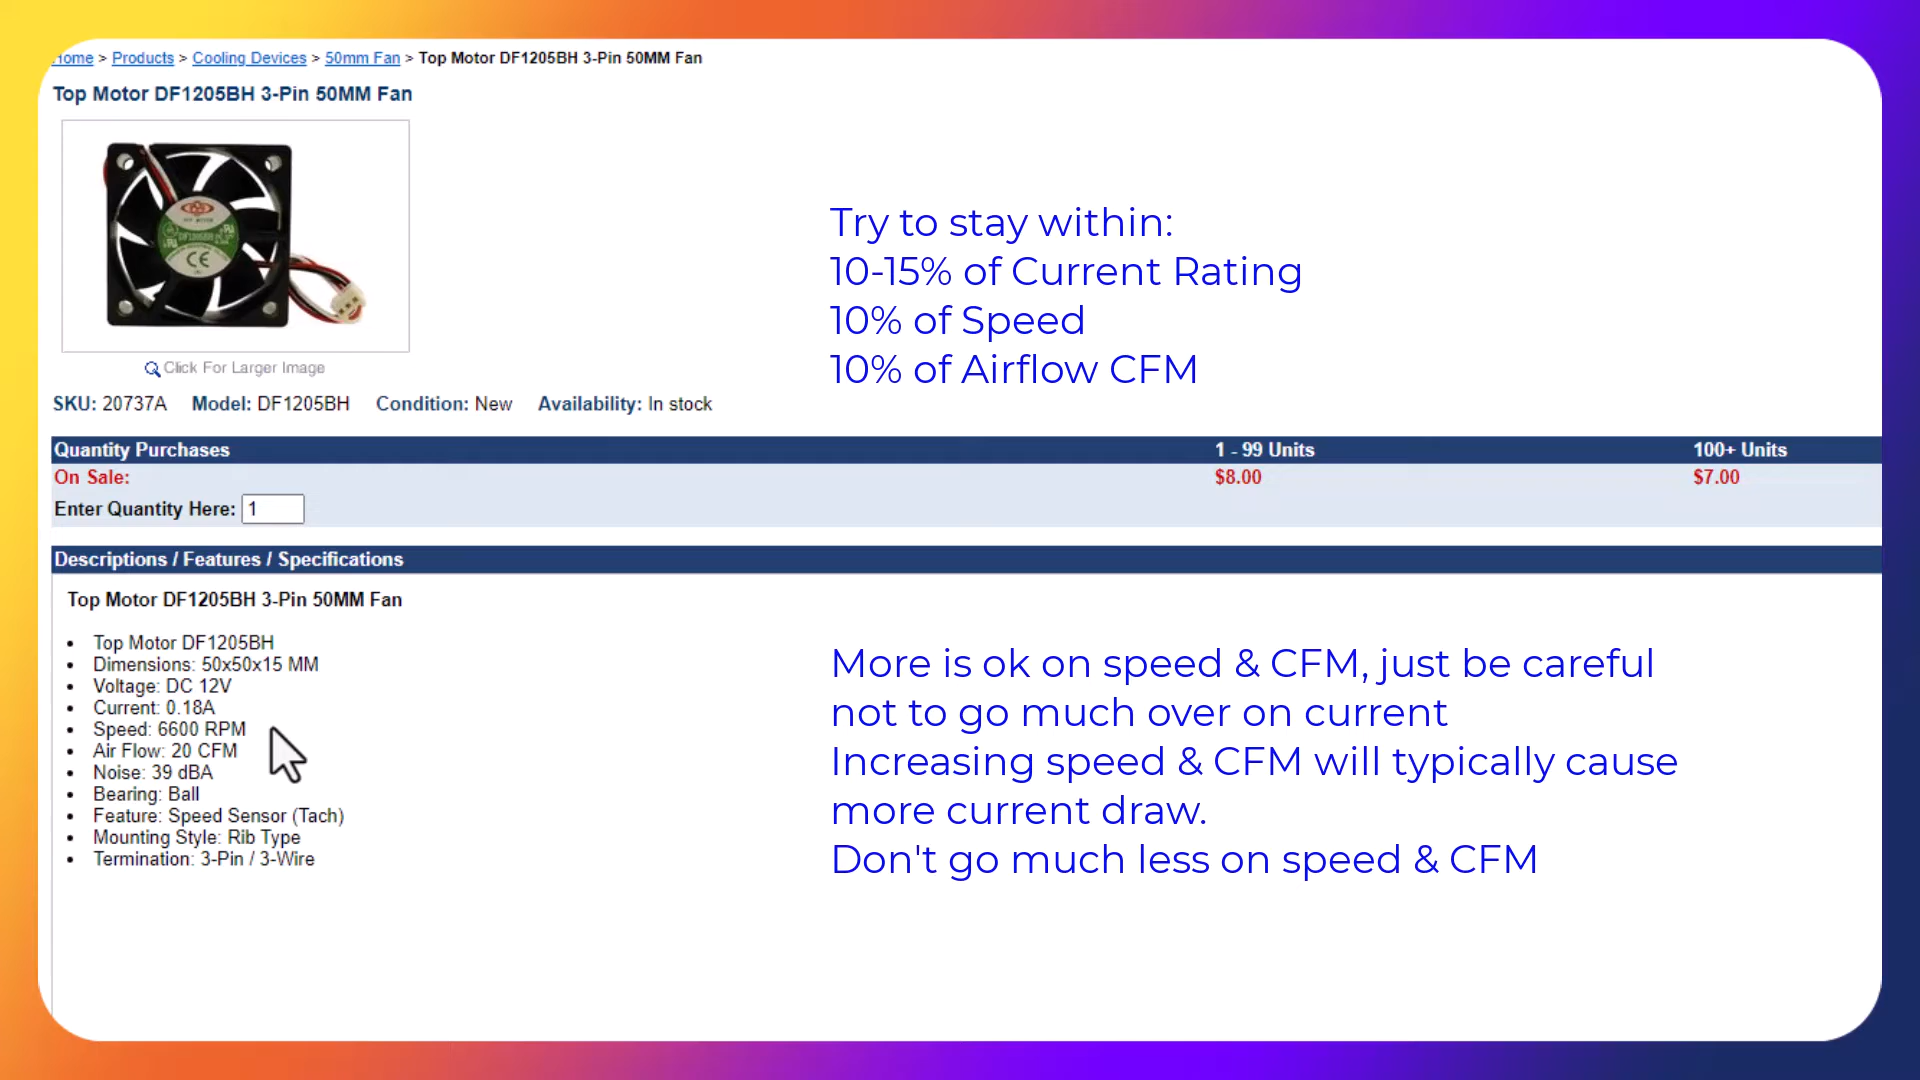 Home > Products > Cooling Devices > 50mm Fan > Top Motor DF1205BH 3-Pin 50MM Fan
Top Motor DF1205BH 3-Pin 50MM Fan
CE
Click For Larger Image
SKU: 20737A Model: DF1205BH Condition: New Availability: In stock
Try to stay within:
10-15% of Current Rating
10% of Speed
10% of Airflow CFM
Quantity Purchases 1 - 99 Units 100+ Units
On Sale: $8.00 $7.00
Enter Quantity Here: 1
Descriptions / Features / Specifications
Top Motor DF1205BH 3-Pin 50MM Fan
• Top Motor DF1205BH
• Dimensions: 50x50x15 MM
• Voltage: DC 12V
• Current: 0.18A
• Speed: 6600 RPM
• Air Flow: 20 CFM
• Noise: 39 dBA
• Bearing: Ball
• Feature: Speed Sensor (Tach)
• Mounting Style: Rib Type
• Termination: 3-Pin / 3-Wire
More is ok on speed & CFM, just be careful
not to go much over on current
Increasing speed & CFM will typically cause
more current draw.
Don't go much less on speed & CFM